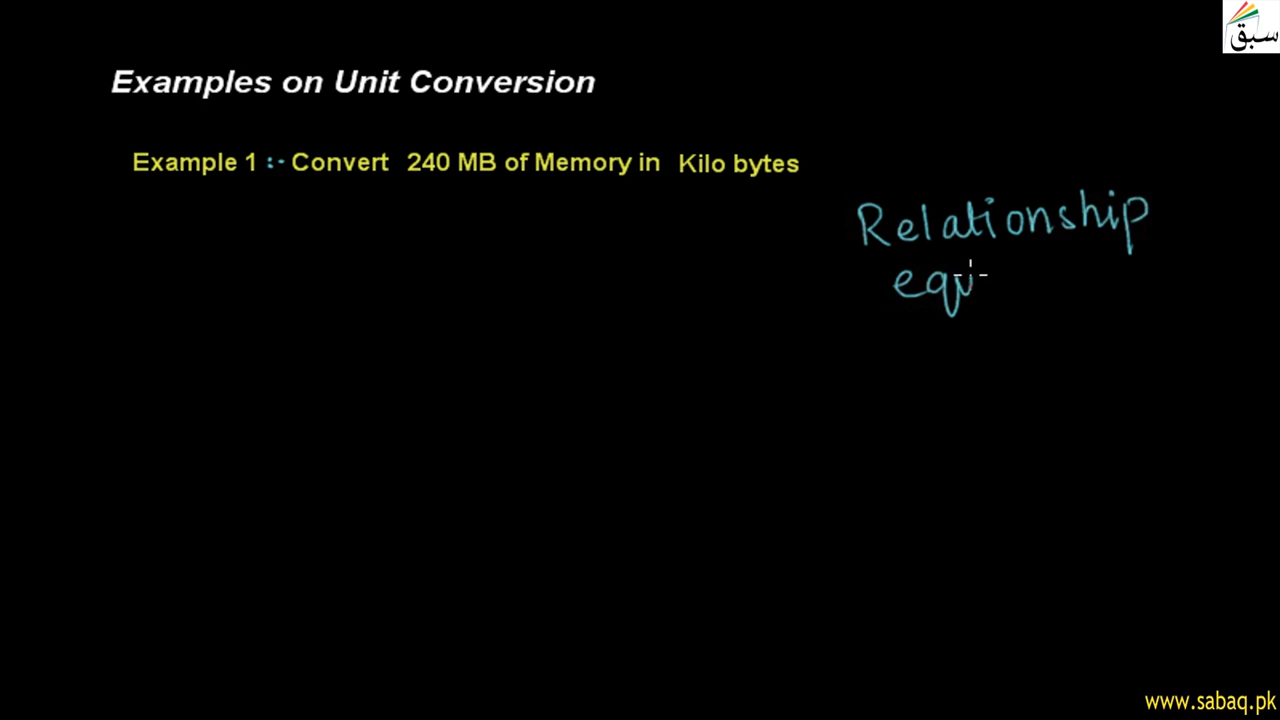 سبق
Examples on Unit Conversion
Example 1 :- Convert 240 MB of Memory in Kilo bytes
Relationship
equ
www.sabaq.pk